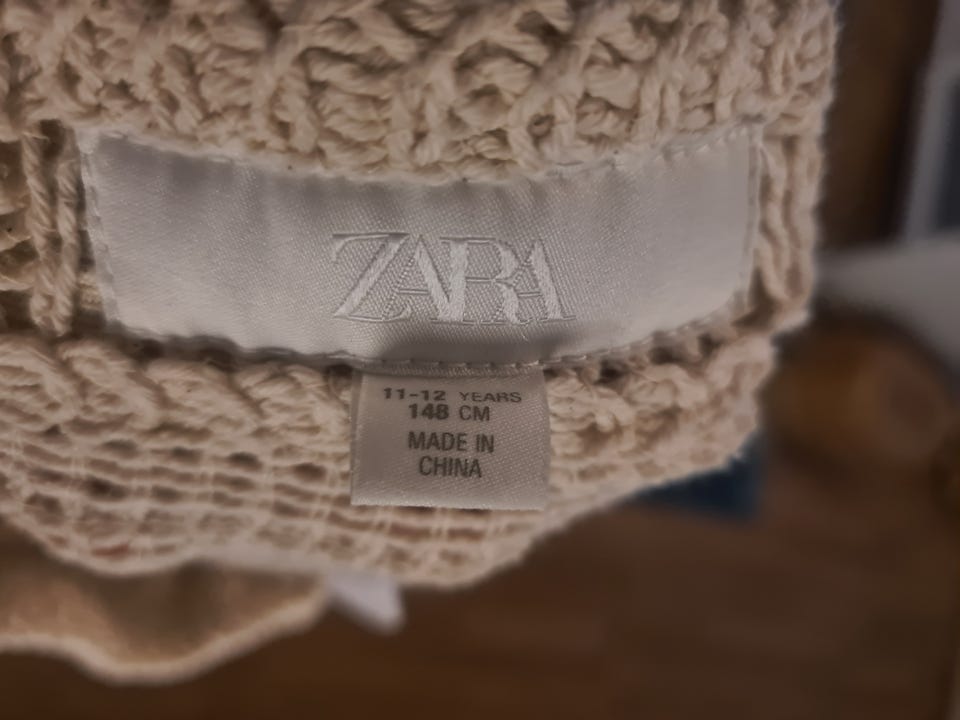 ZARA
11-12 YEARS
148 CM
MADE IN
CHINA